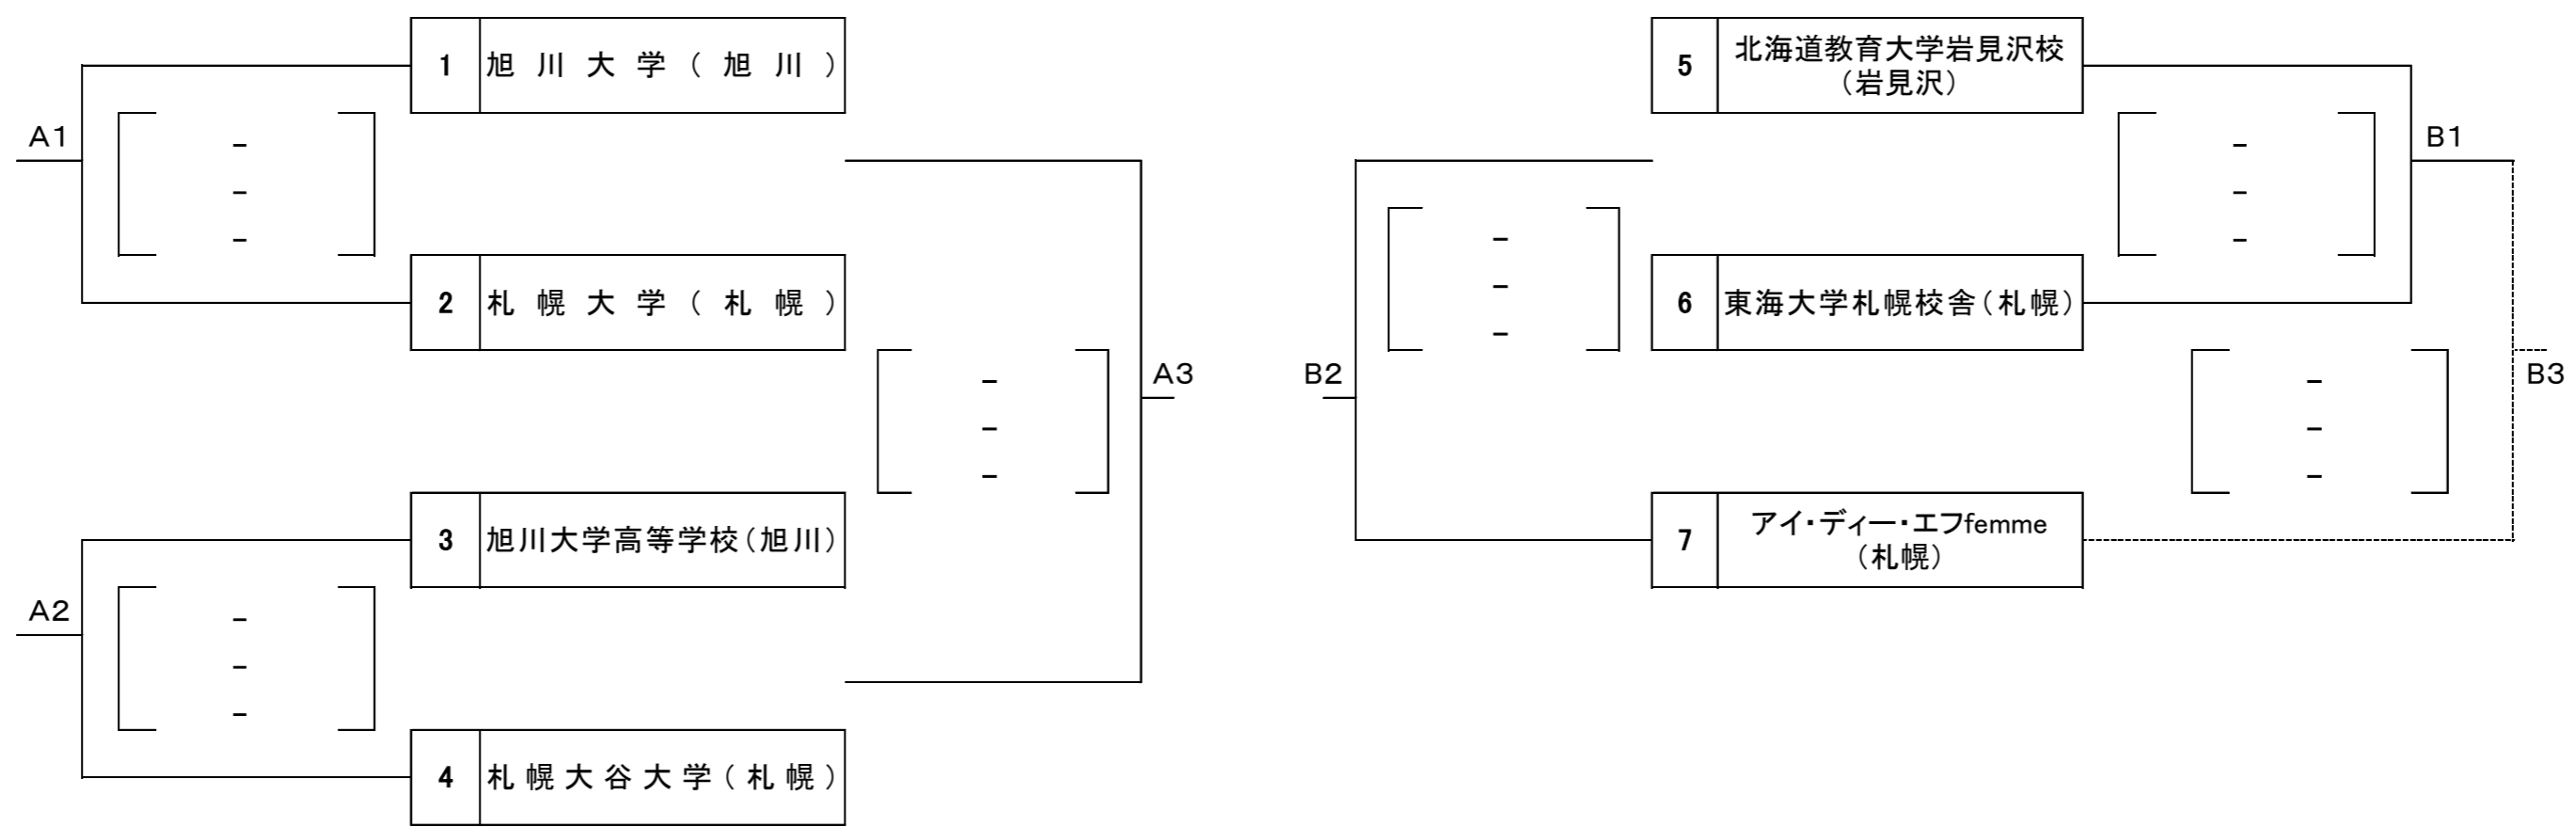 1 旭川大学(旭川)
5 北海道教育大学岩見沢校
(岩見沢)
A1
-
-
-
B1
-
-
-
2 札幌大学(札幌)
-
-
-
6 東海大学札幌校舎(札幌)
A3
-
-
-
B2
B3
-
-
-
3 旭川大学高等学校(旭川)
7 アイ・ディー・エフfemme
(札幌)
A2
-
-
-
4 札幌大谷大学(札幌)